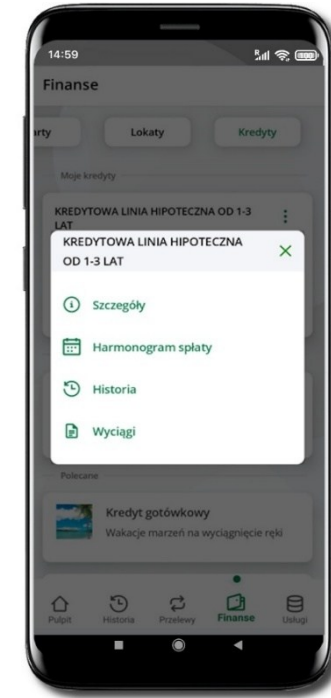 14:59
Finanse
arty
Lokaty
Kredyty
Moje kredyty
KREDYTOWA LINIA HIPOTECZNA OD 1-3
LAT
KREDYTOWA LINIA HIPOTECZNA
OD 1-3 LAT
Szczegóły
Harmonogram spłaty
Historia
Wyciągi
Polecane
Kredyt gotówkowy
Wakacje marzeń na wyciągnięcie ręki
Pulpit
Historia
Przelewy
Finanse
Usługi